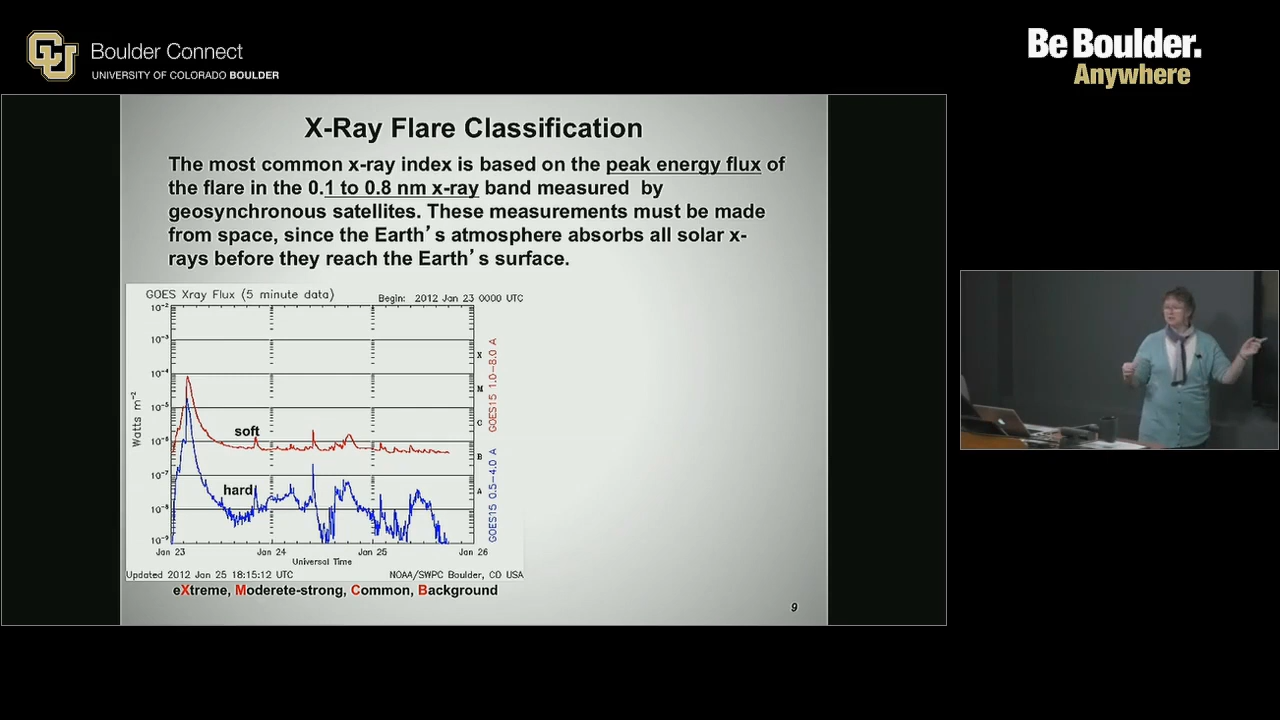 CU
Boulder Connect
UNIVERSITY OF COLORADO BOULDER
Be Boulder.
Anywhere
X-Ray Flare Classification
The most common x-ray index is based on the peak energy flux of
the flare in the 0.1 to 0.8 nm x-ray band measured by
geosynchronous satellites. These measurements must be made
from space, since the Earth's atmosphere absorbs all solar x-
rays before they reach the Earth's surface.
GOES Xray Flux (5 minute data)
Begin: 2012 Jan 23 0000 UTC
10⁻²
10⁻³
10⁻⁴
10⁻⁵
10⁻⁶
10⁻⁷
10⁻⁸
10⁻⁹
Watts m⁻²
soft
hard
X
M
C
B
A
GOES15 1.0-8.0 A
GOES15 0.5-4.0 A
Jan 23
Jan 24
Jan 25
Jan 26
Universal Time
Updated 2012 Jan 25 18:15:12 UTC
NOAA/SWPC Boulder, CO USA
eXtreme, Moderete-strong, Common, Background
9